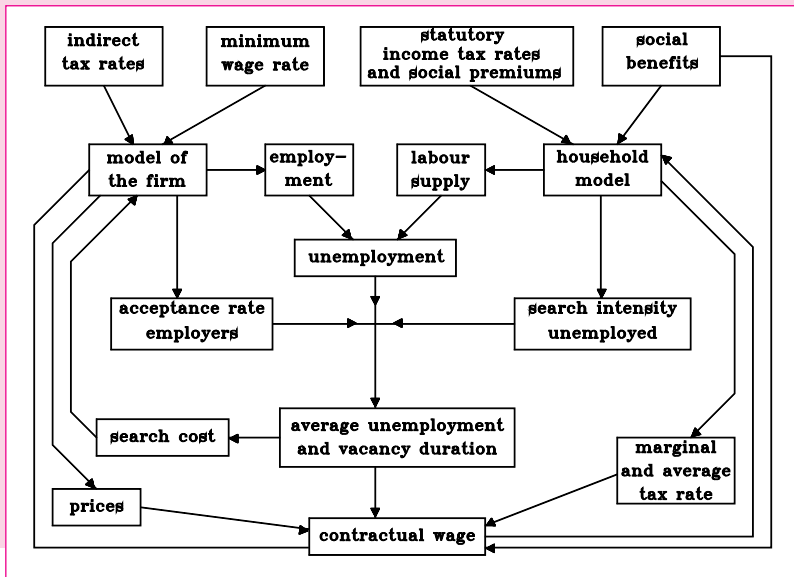 indirect
tax rates
minimum
wage rate
statutory
income tax rates
and social premiums
social
benefits
model of
the firm
employ-
ment
labour
supply
household
model
unemployment
acceptance rate
employers
search intensity
unemployed
search cost
average unemployment
and vacancy duration
marginal
and average
tax rate
prices
contractual wage